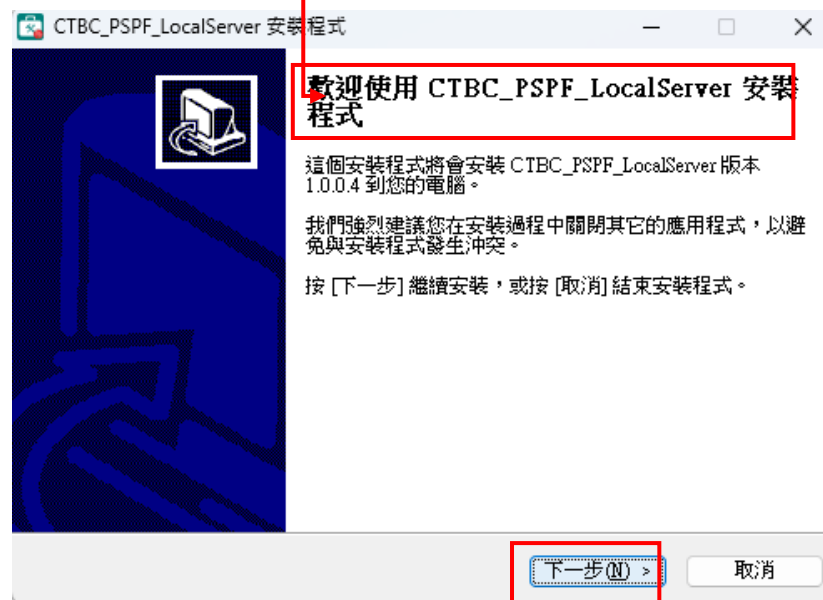 CTBC_PSPF_LocalServer 安裝程式
歡迎使用 CTBC_PSPF_LocalServer 安裝
程式
這個安裝程式將會安裝 CTBC_PSPF_LocalServer 版本
1.0.0.4 到您的電腦。
我們強烈建議您在安裝過程中關閉其它的應用程式，以避
免與安裝程式發生沖突。
按 [下一步] 繼續安裝，或按 [取消] 結束安裝程式。
下一步(N) >
取消